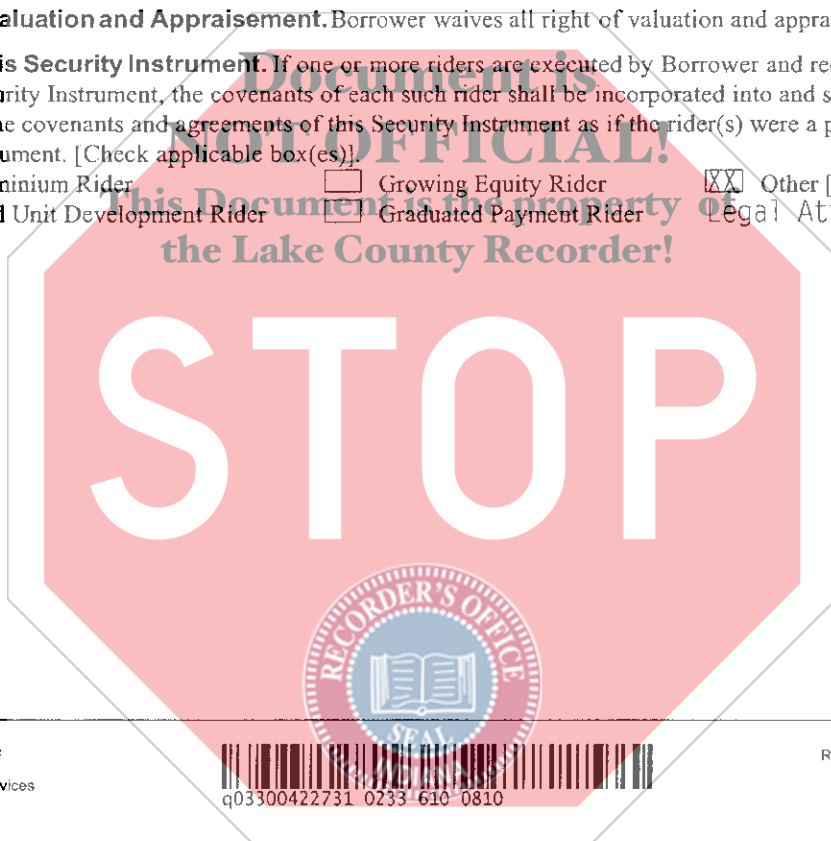 aluation and Appraisement. Borrower waives all right of valuation and appra
is Security Instrument. If one or more riders are executed by Borrower and re
urity Instrument, the covenants of each such rider shall be incorporated into and s
ne covenants and agreements of this Security Instrument as if the rider(s) were a p
ument. [Check applicable box(es)].
ninium Rider Growing Equity Rider XX Other [
d Unit Development Rider Graduated Payment Rider Legal At
Document is
NOT OFFICIAL!
This Document is the property of
the Lake County Recorder!
STOP
RECORDER'S OFFICE
SEAL
INDIANA
R
vices
q03300422731 0233 610 0810